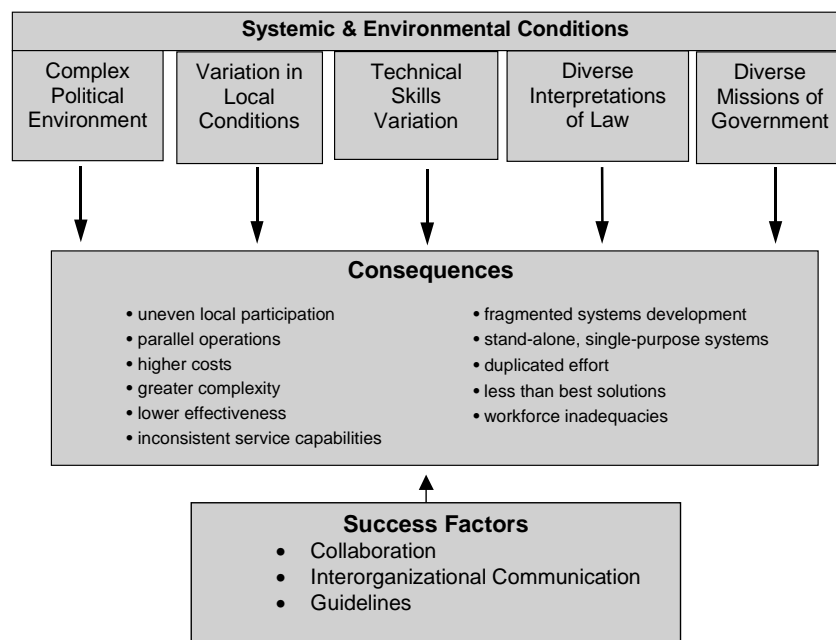 Systemic & Environmental Conditions
Complex
Political
Environment
Variation in
Local
Conditions
Technical
Skills
Variation
Diverse
Interpretations
of Law
Diverse
Missions of
Government
Consequences
• uneven local participation
• parallel operations
• higher costs
• greater complexity
• lower effectiveness
• inconsistent service capabilities
• fragmented systems development
• stand-alone, single-purpose systems
• duplicated effort
• less than best solutions
• workforce inadequacies
Success Factors
• Collaboration
• Interorganizational Communication
• Guidelines